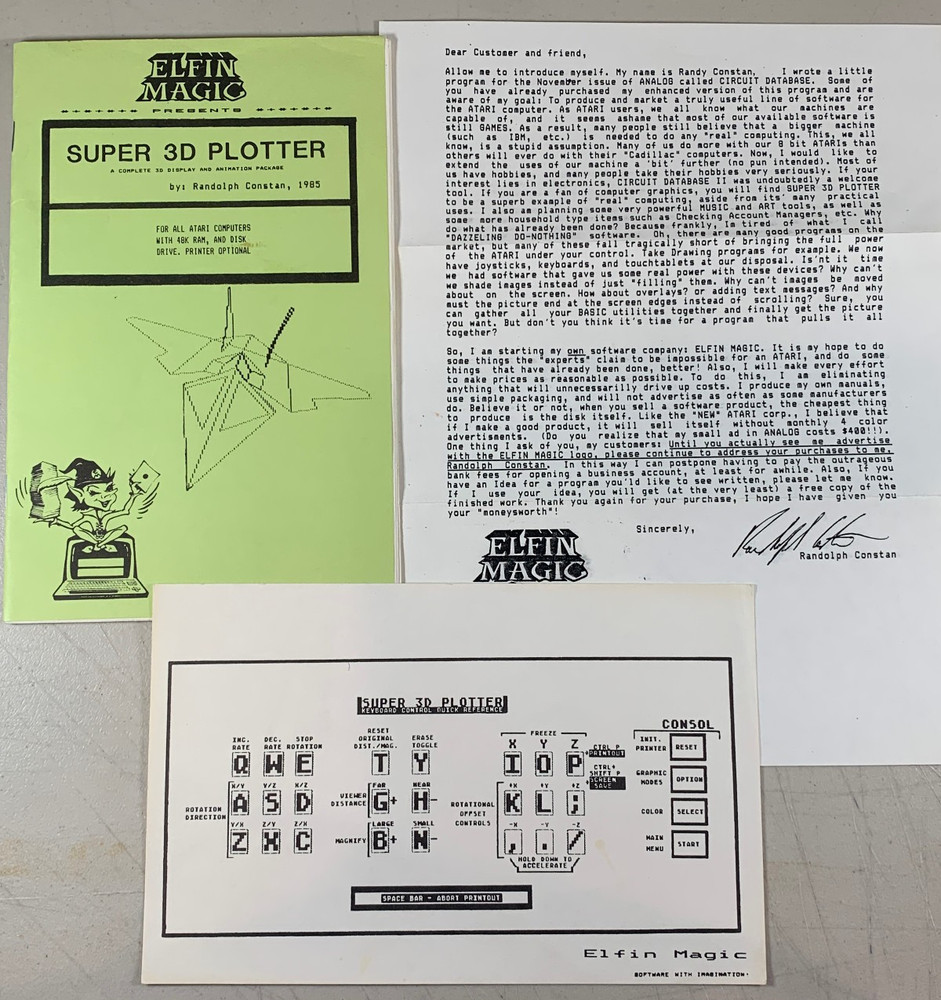 ELFIN
MAGIC
PRESENTS
SUPER 3D PLOTTER
A COMPLETE 3D DISPLAY AND ANIMATION PACKAGE
by: Randolph Constan, 1985
FOR ALL ATARI COMPUTERS
WITH 48K RAM, AND DISK
DRIVE. PRINTER OPTIONAL
Dear Customer and friend,
Allow me to introduce myself. My name is Randy Constan. I wrote a little
program for the November issue of ANALOG called CIRCUIT DATABASE. Some of
you have already purchased my enhanced version of this program and are
aware of my goal: To produce and market a truly useful line of software for
the ATARI computer. As ATARI users, we all know what our machines are
capable of, and it seems ashame that most of our available software is
still GAMES. As a result, many people still believe that a bigger machine
(such as IBM, etc.) is needed to do any "real" computing. This, we all
know, is a stupid assumption. Many of us do more with our 8 bit ATARIs than
others will ever do with their "Cadillac" computers. Now, I would like to
extend the uses of our machine a 'bit' further (no pun intended). Most of
us have hobbies, and many people take their hobbies very seriously. If your
interest lies in electronics, CIRCUIT DATABASE II was undoubtedly a welcome
tool. If you are a fan of computer graphics, you will find SUPER 3D PLOTTER
to be a superb example of "real" computing; aside from its' many practical
uses. I also am planning some very powerful MUSIC and ART tools, as well as
some more household type items such as Checking Account Managers, etc. Why
do what has already been done? Because frankly, Im tired of what I call
"DAZZELING DO-NOTHING" software. Oh, there are many good programs on the
market, but many of these fall tragically short of bringing the full power
of the ATARI under your control. Take Drawing programs for example. We now
have joysticks, keyboards, and touchtablets at our disposal. Is'nt it time
we had software that gave us some real power with these devices? Why can't
we shade images instead of just "filling" them. Why can't images be moved
about on the screen. How about overlays? or adding text messages? And why
must the picture end at the screen edges instead of scrolling? Sure, you
can gather all your BASIC utilities together and finally get the picture
you want. But don't you think it's time for a program that pulls it all
together?
So, I am starting my own software company: ELFIN MAGIC. It is my hope to do
some things the "experts" claim to be impossible for an ATARI, and do some
things that have already been done, better! Also, I will make every effort
to make prices as reasonable as possible. To do this, I am eliminating
anything that will unnecessarilly drive up costs. I produce my own manuals,
use simple packaging, and will not advertise as often as some manufacturers
do. Believe it or not, when you sell a software product, the cheapest thing
to produce is the disk itself. Like the "NEW" ATARI corp., I believe that
if I make a good product, it will sell itself without monthly 4 color
advertisments. (Do you realize that my small ad in ANALOG costs $400!!).
One thing I ask of you, my customers: Until you actually see me advertise
with the ELFIN MAGIC logo, please continue to address your purchases to me,
Randolph Constan. In this way I can postpone having to pay the outrageous
bank fees for opening a business account, at least for awhile. Also, If you
have an Idea for a program you'd like to see written, please let me know.
If I use your idea, you will get (at the very least) a free copy of the
finished work. Thank you again for your purchase, I hope I have given you
your "moneysworth"!
Sincerely,
Randolph Constan
Randolph Constan
ELFIN
MAGIC
SUPER 3D PLOTTER
KEYBOARD CONTROL QUICK REFERENCE
INC. RATE
DEC. RATE
STOP ROTATION
Q W E
ROTATION DIRECTION
X/Y Y/Z X/Z
A S D
Y/X Z/Y Z/X
Z X C
RESET ORIGINAL DIST./MAG.
ERASE TOGGLE
T Y
VIEWER DISTANCE
FAR NEAR
G+ H-
MAGNIFY
LARGE SMALL
B+ N-
FREEZE
X Y Z
I O P
CTRL P
PRINTOUT
CTRL+
SHIFT P
SCREEN
SAVE
ROTATIONAL OFFSET CONTROLS
+X +Y +Z
K L ;
-X -Y -Z
, . /
HOLD DOWN TO
ACCELERATE
CONSOL
INIT. PRINTER RESET
GRAPHIC MODES OPTION
COLOR SELECT
MAIN MENU START
SPACE BAR - ABORT PRINTOUT
Elfin Magic
SOFTWARE WITH IMAGINATION.